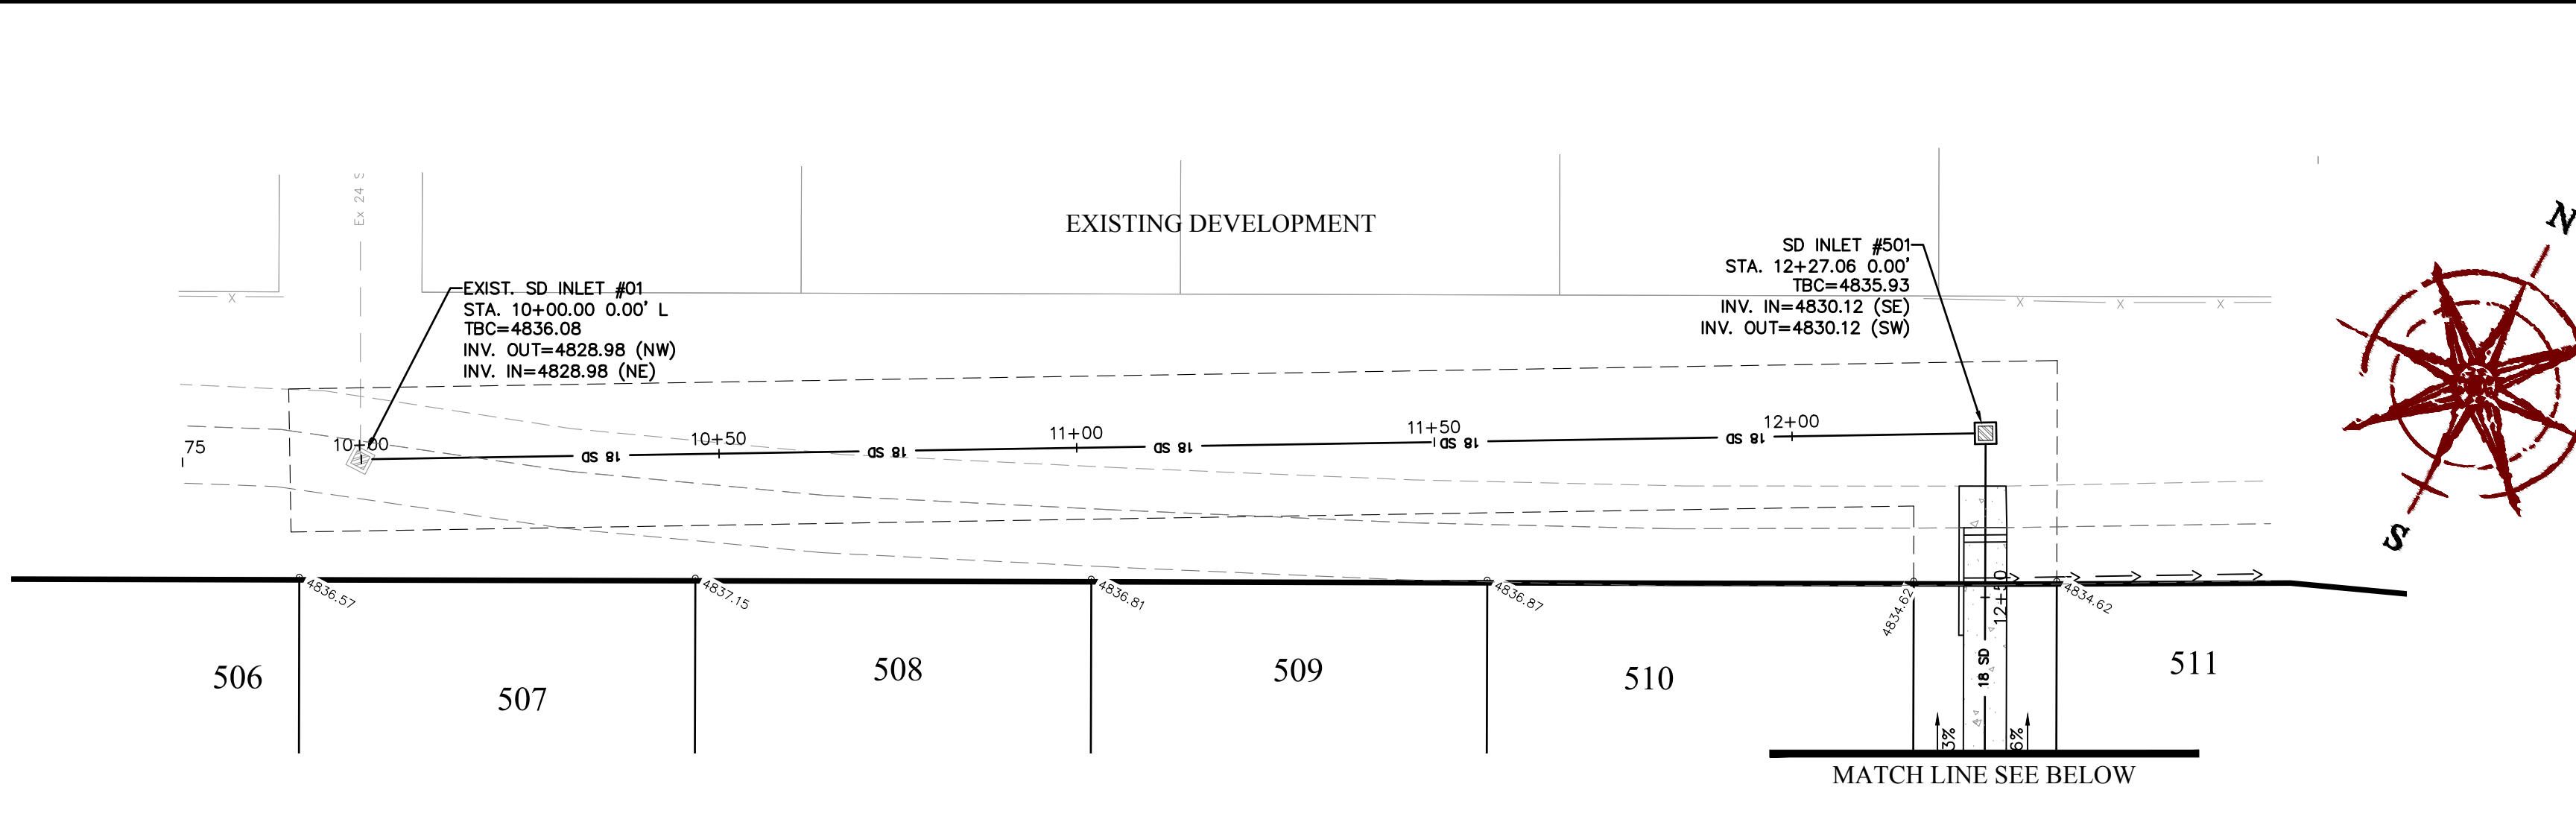 EXISTING DEVELOPMENT
Ex 24 S
EXIST. SD INLET #01
STA. 10+00.00 0.00' L
TBC=4836.08
INV. OUT=4828.98 (NW)
INV. IN=4828.98 (NE)
SD INLET #501
STA. 12+27.06 0.00'
TBC=4835.93
INV. IN=4830.12 (SE)
INV. OUT=4830.12 (SW)
N
S
75
10+00
10+50
11+00
11+50
12+00
18 SD
18 SD
18 SD
18 SD
18 SD
X
X
X
X
4836.57
4837.15
4836.81
4836.87
4834.62
12+50
4834.62
506
507
508
509
510
18 SD
511
3%
6%
MATCH LINE SEE BELOW